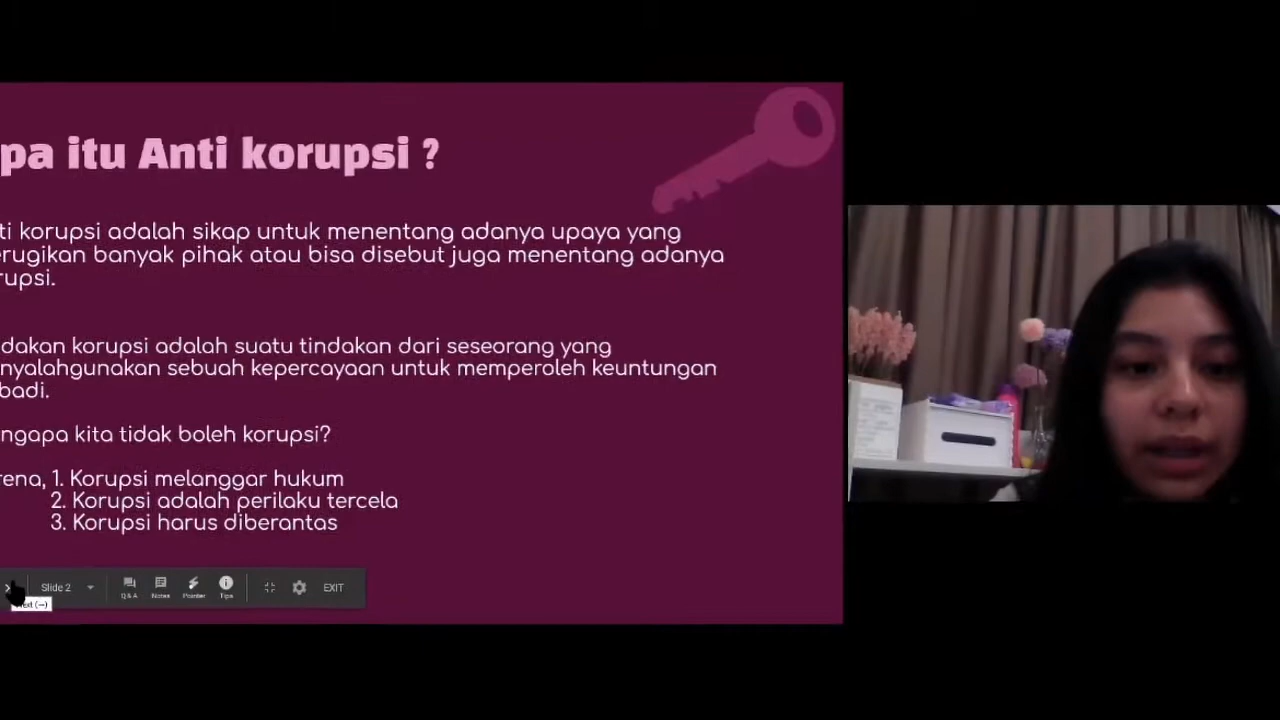 pa itu Anti korupsi ?
ti korupsi adalah sikap untuk menentang adanya upaya yang
erugikan banyak pihak atau bisa disebut juga menentang adanya
rupsi.
dakan korupsi adalah suatu tindakan dari seseorang yang
nyalahgunakan sebuah kepercayaan untuk memperoleh keuntungan
badi.
ngapa kita tidak boleh korupsi?
rena, 1. Korupsi melanggar hukum
2. Korupsi adalah perilaku tercela
3. Korupsi harus diberantas
Slide 2 Q&A Notes Pointer Tips EXIT